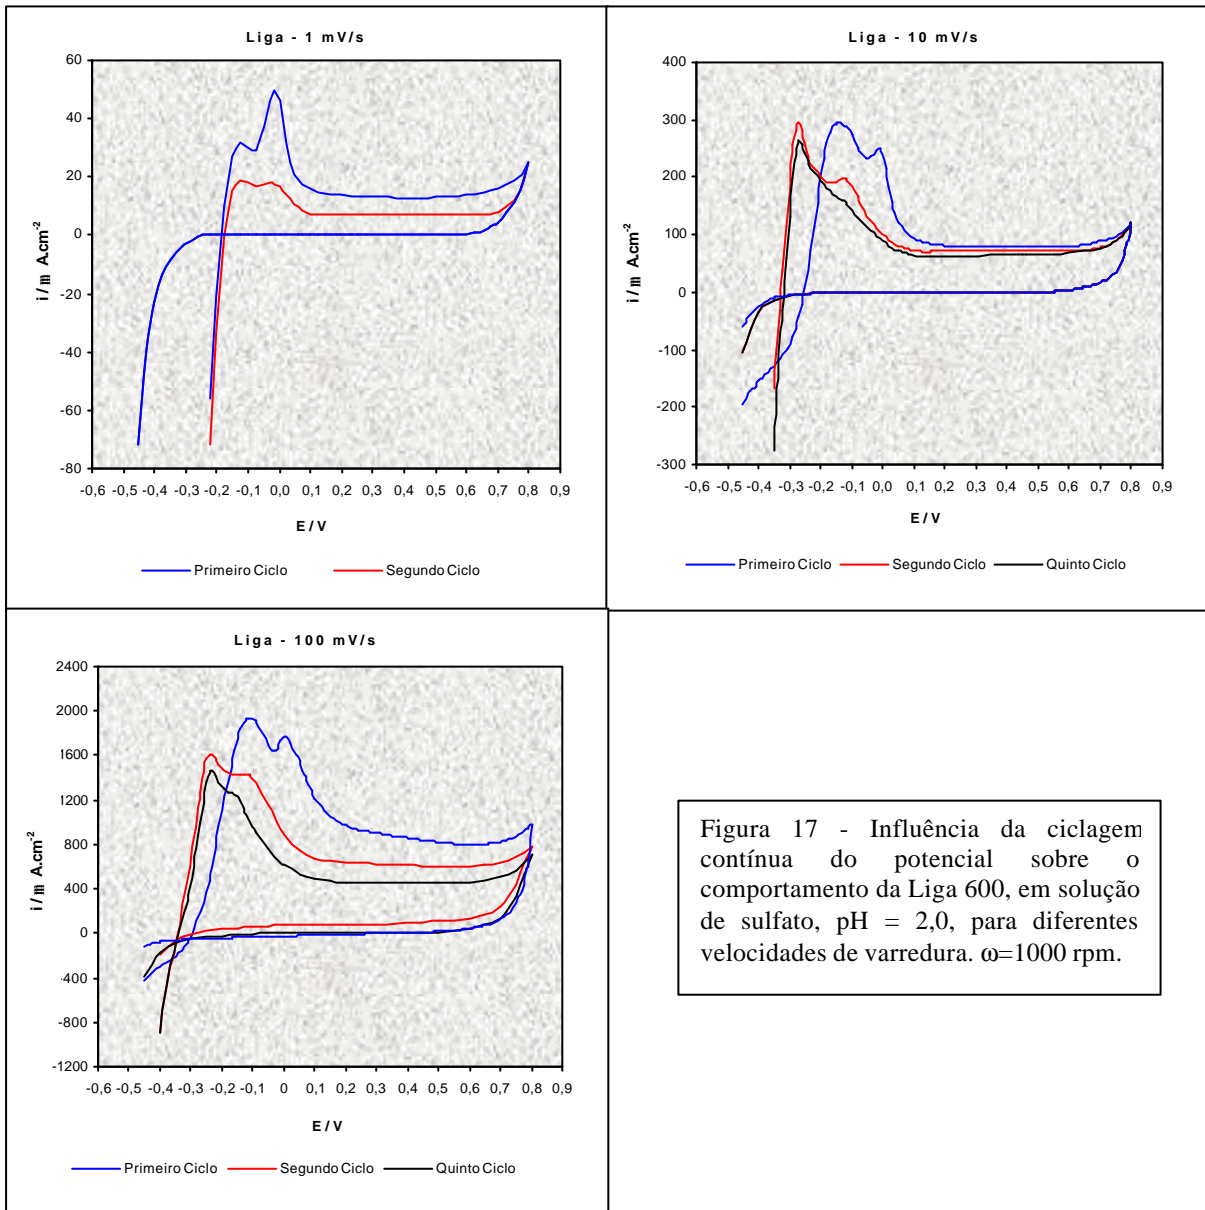 Liga - 1 mV/s
60
40
20
0
-20
-40
-60
-80
i / m A.cm-2
-0,6 -0,5 -0,4 -0,3 -0,2 -0,1 0,0 0,1 0,2 0,3 0,4 0,5 0,6 0,7 0,8 0,9
E / V
Primeiro Ciclo Segundo Ciclo
Liga - 10 mV/s
400
300
200
100
0
-100
-200
-300
i / m A.cm-2
-0,6 -0,5 -0,4 -0,3 -0,2 -0,1 0,0 0,1 0,2 0,3 0,4 0,5 0,6 0,7 0,8 0,9
E / V
Primeiro Ciclo Segundo Ciclo Quinto Ciclo
Liga - 100 mV/s
2400
2000
1600
1200
800
400
0
-400
-800
-1200
i / m A.cm-2
-0,6 -0,5 -0,4 -0,3 -0,2 -0,1 0 0,1 0,2 0,3 0,4 0,5 0,6 0,7 0,8 0,9
E / V
Primeiro Ciclo Segundo Ciclo Quinto Ciclo
Figura 17 - Influência da ciclagem
contínua do potencial sobre o
comportamento da Liga 600, em solução
de sulfato, pH = 2,0, para diferentes
velocidades de varredura. ω=1000 rpm.